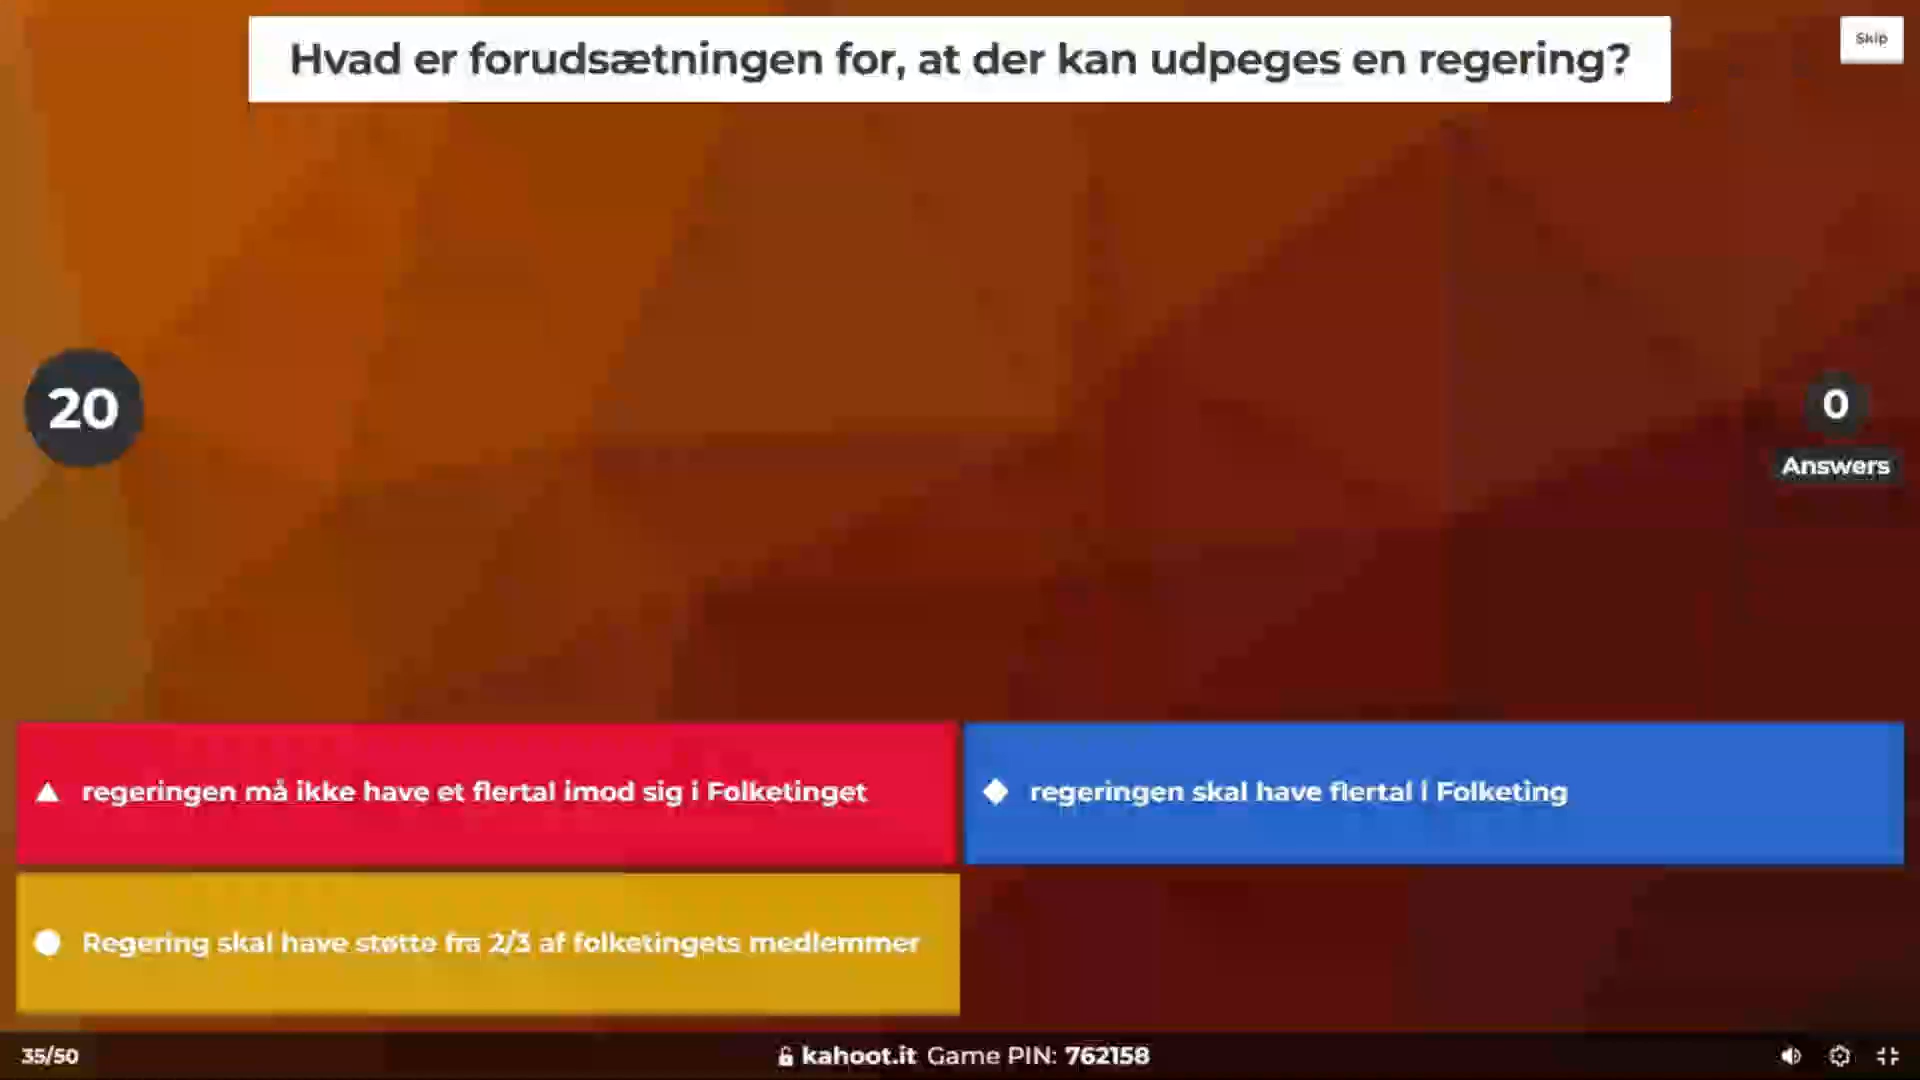 Hvad er forudsætningen for, at der kan udpeges en regering?
Skip
20
0
Answers
regeringen må ikke have et flertal imod sig i Folketinget
regeringen skal have flertal i Folketing
Regering skal have støtte fra 2/3 af folketingets medlemmer
35/50
kahoot.it Game PIN: 762158